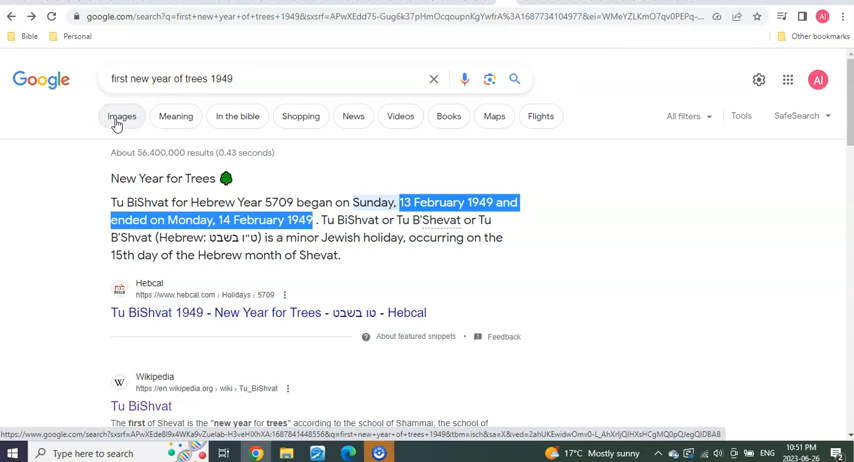 google.com/search?q=first+new+year+of+trees+1949&sxsrf=APwXEdd75-Gug6k37pHmOcqoupnKgYwfrA%3A1687734104977&ei=WMeYZLKmO7qv0PEPq-...
Bible Personal Other bookmarks
Google first new year of trees 1949 AI
Images Meaning In the bible Shopping News Videos Books Maps Flights All filters Tools SafeSearch
About 56,400,000 results (0.43 seconds)
New Year for Trees
Tu BiShvat for Hebrew Year 5709 began on Sunday, 13 February 1949 and
ended on Monday, 14 February 1949 . Tu BiShvat or Tu B'Shevat or Tu
B'Shvat (Hebrew: ט״ו בשבט) is a minor Jewish holiday, occurring on the
15th day of the Hebrew month of Shevat.
Hebcal
https://www.hebcal.com › Holidays › 5709
Tu BiShvat 1949 - New Year for Trees - טו בשבט - Hebcal
About featured snippets • Feedback
W Wikipedia
https://en.wikipedia.org › wiki › Tu_BiShvat
Tu BiShvat
The first of Shevat is the "new year for trees" according to the school of Shammai; the school of
Type here to search 17°C Mostly sunny ENG 10:51 PM
2023-06-26 2